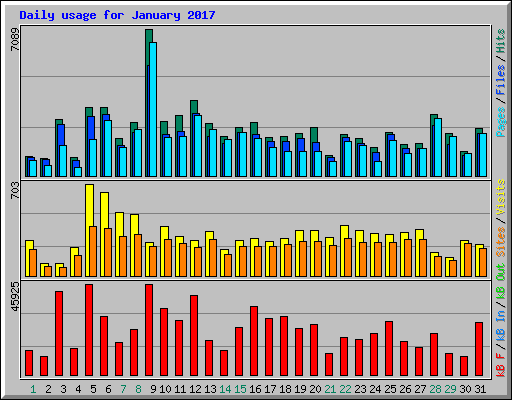 Daily usage for January 2017
7089
703
45925
Pages / Files / Hits
Sites / Visits
kB F / kB In / kB Out
1 2 3 4 5 6 7 8 9 10 11 12 13 14 15 16 17 18 19 20 21 22 23 24 25 26 27 28 29 30 31